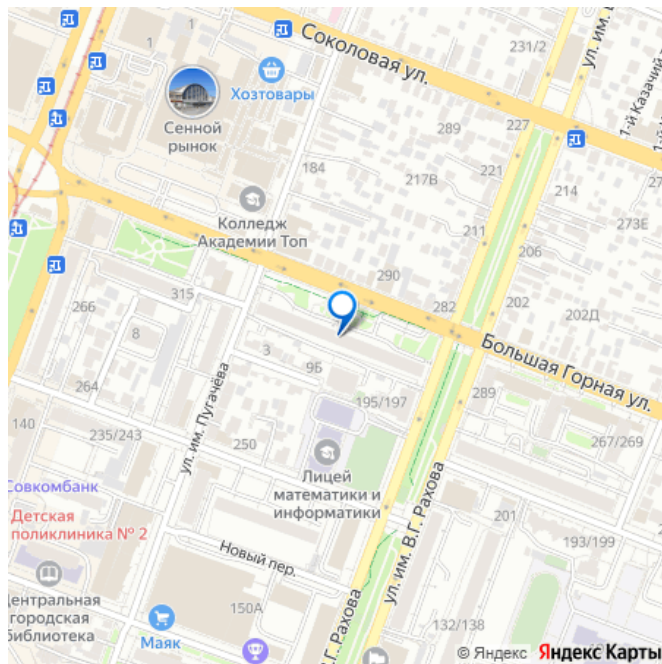 1
1
Соколовая ул.
231/2
ул. им. В
1-й Казачий
Хозтовары
Сенной
рынок
289
227
184
217В
221
214
27
Колледж
Академии Топ
211
273Е
206
290
266
315
282
202
202Д
8
Большая Горная ул.
3
9Б
264
ул. им. Пугачёва
195/197
289
140
235/243
250
267/269
Лицей
математики и
информатики
Совкомбанк
Детская
поликлиника № 2
ул. им. В.Г. Рахова
201
193/199
Новый пер.
Центральная
городская
библиотека
150А
Маяк
В.Г. Рахова
132/138
© Яндекс Яндекс Карты